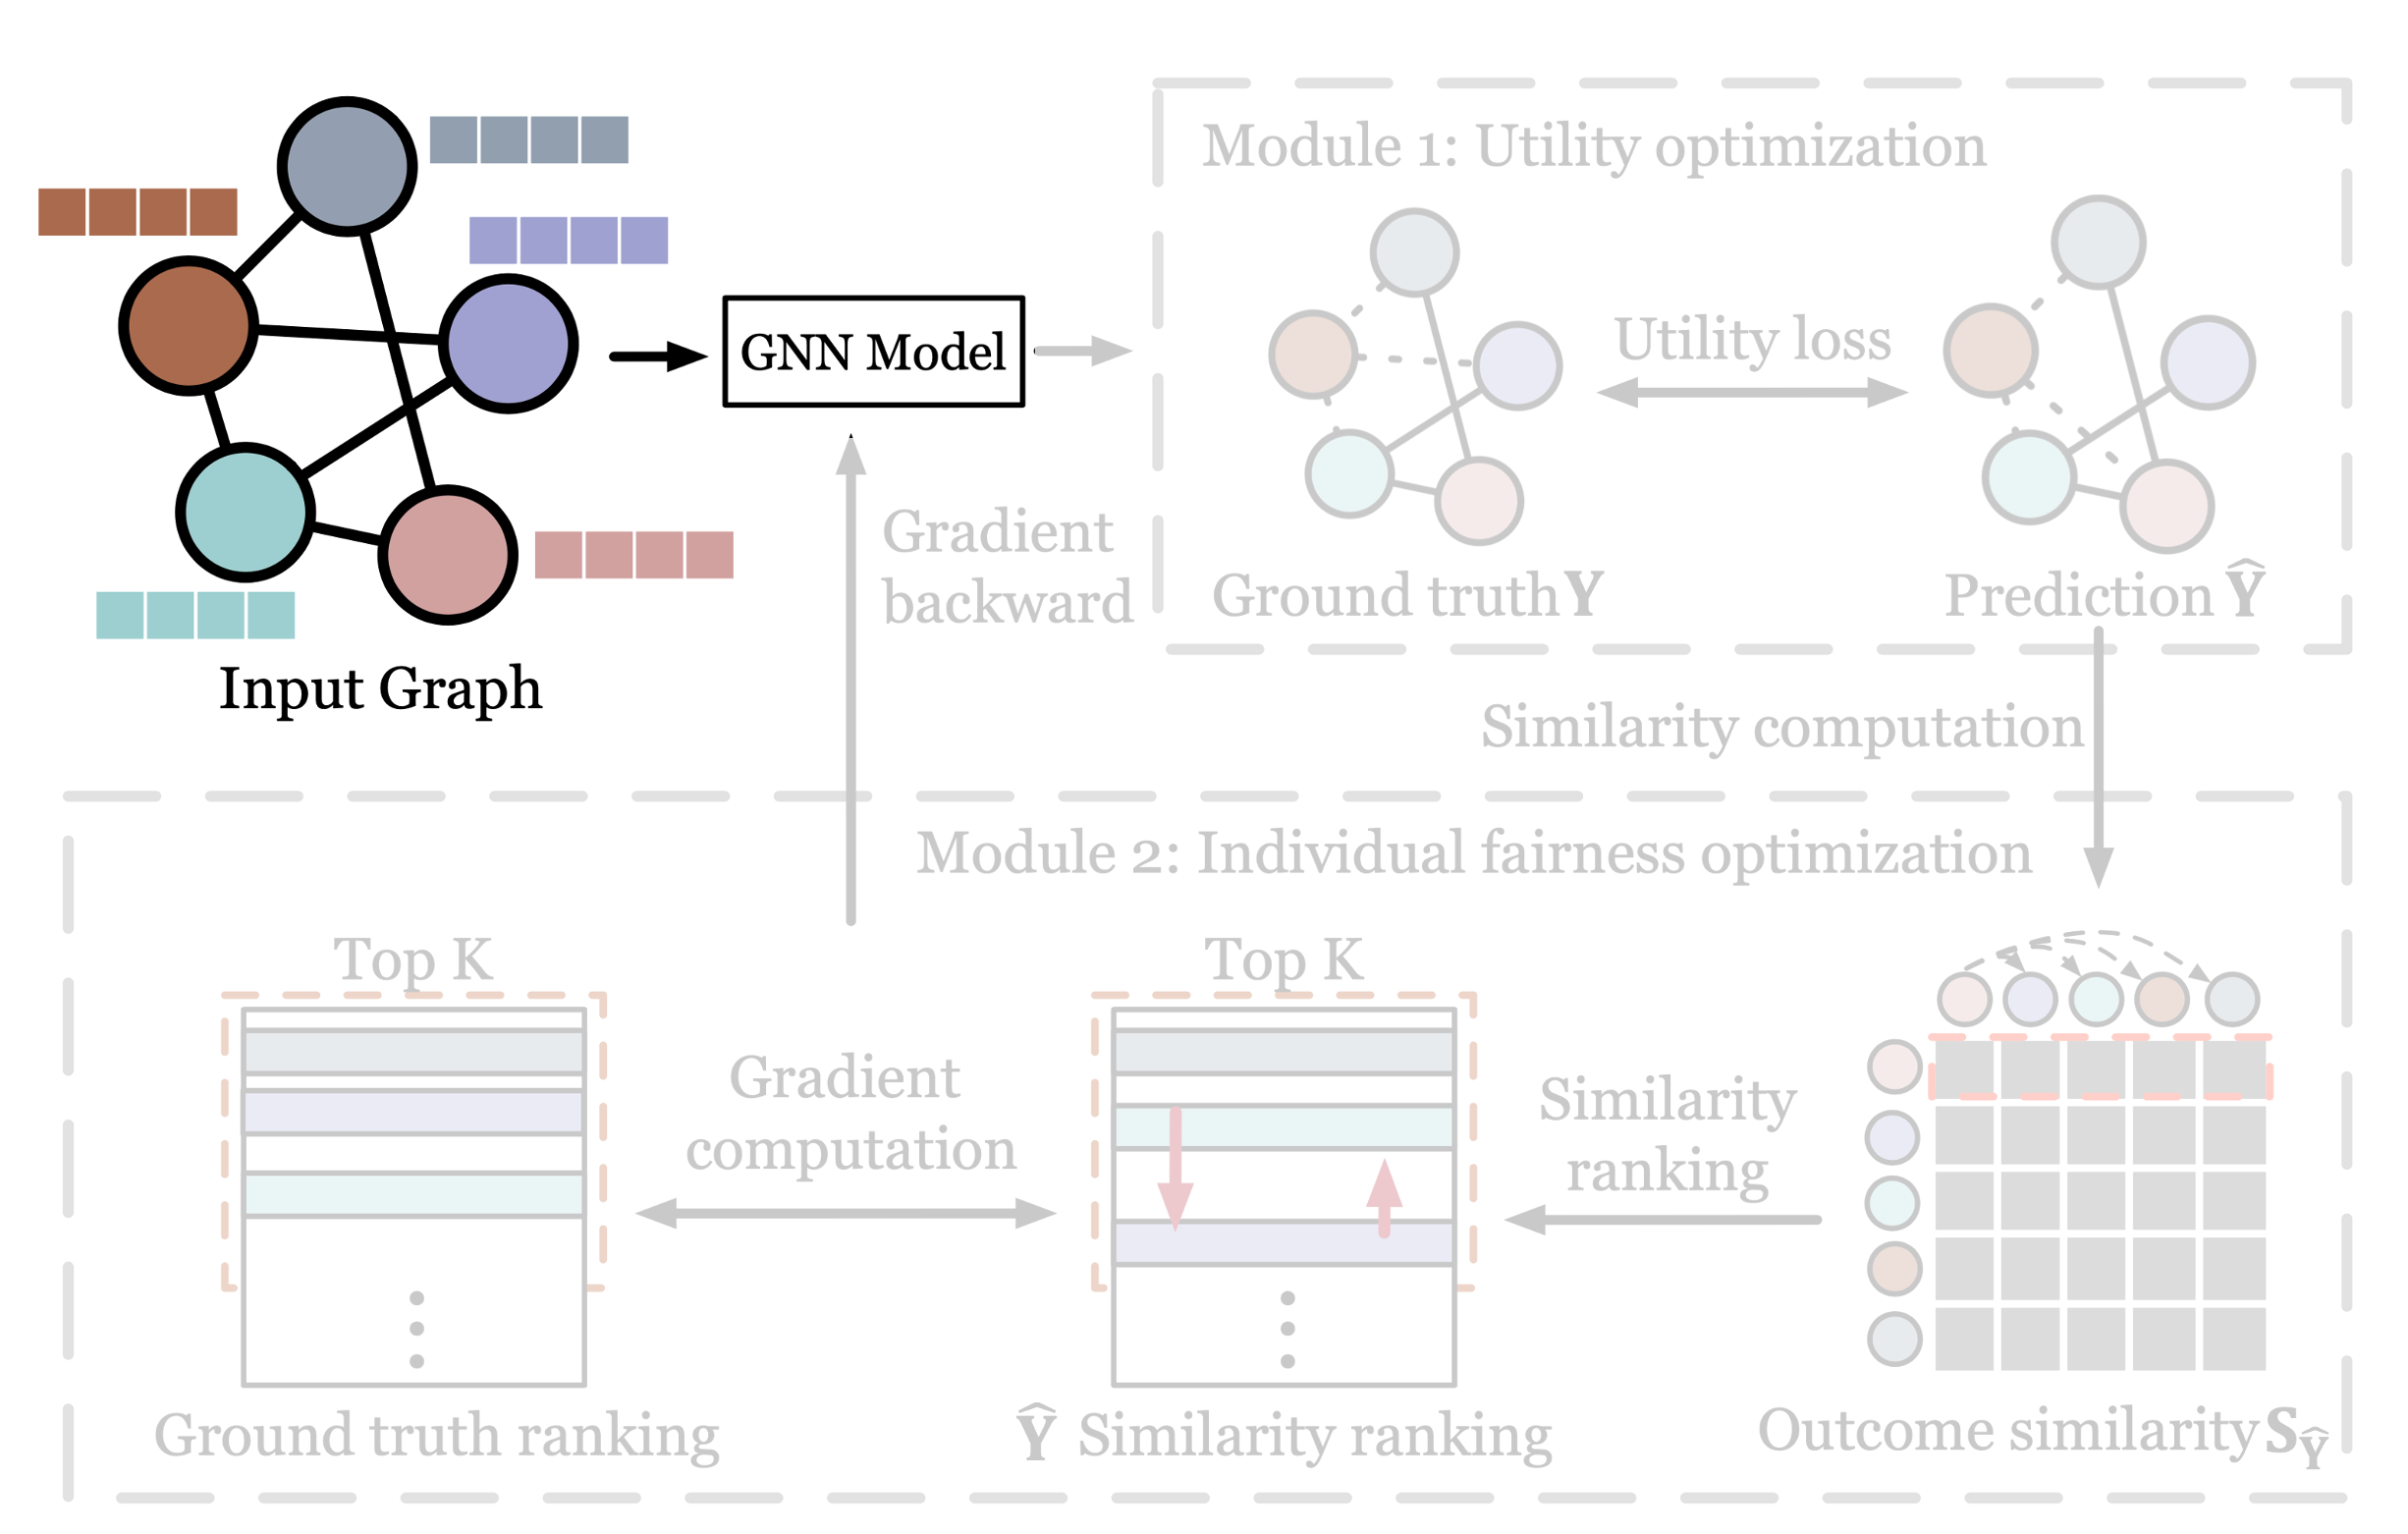 Module 1: Utility optimization
GNN Model
Utility loss
Gradient
backward
Ground truth Y
Prediction Ŷ
Input Graph
Similarity computation
Module 2: Individual fairness optimization
Top K
Top K
Gradient
computation
Similarity
ranking
Ground truth ranking
Ŷ Similarity ranking
Outcome similarity S_Ŷ